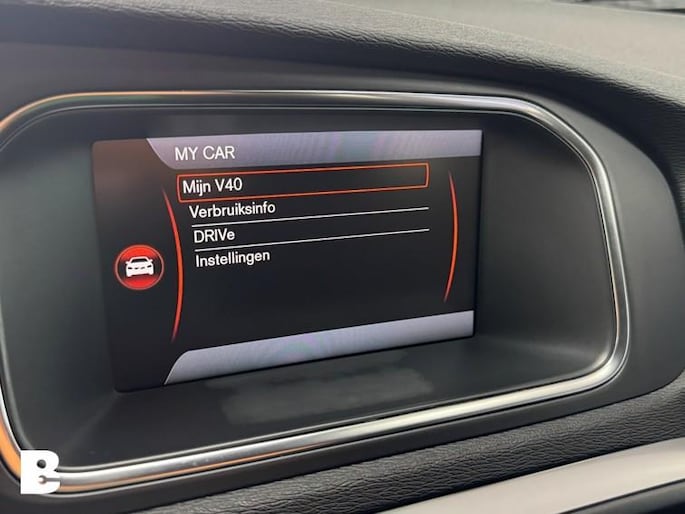 MY CAR
Mijn V40
Verbruiksinfo
DRIVe
Instellingen
B